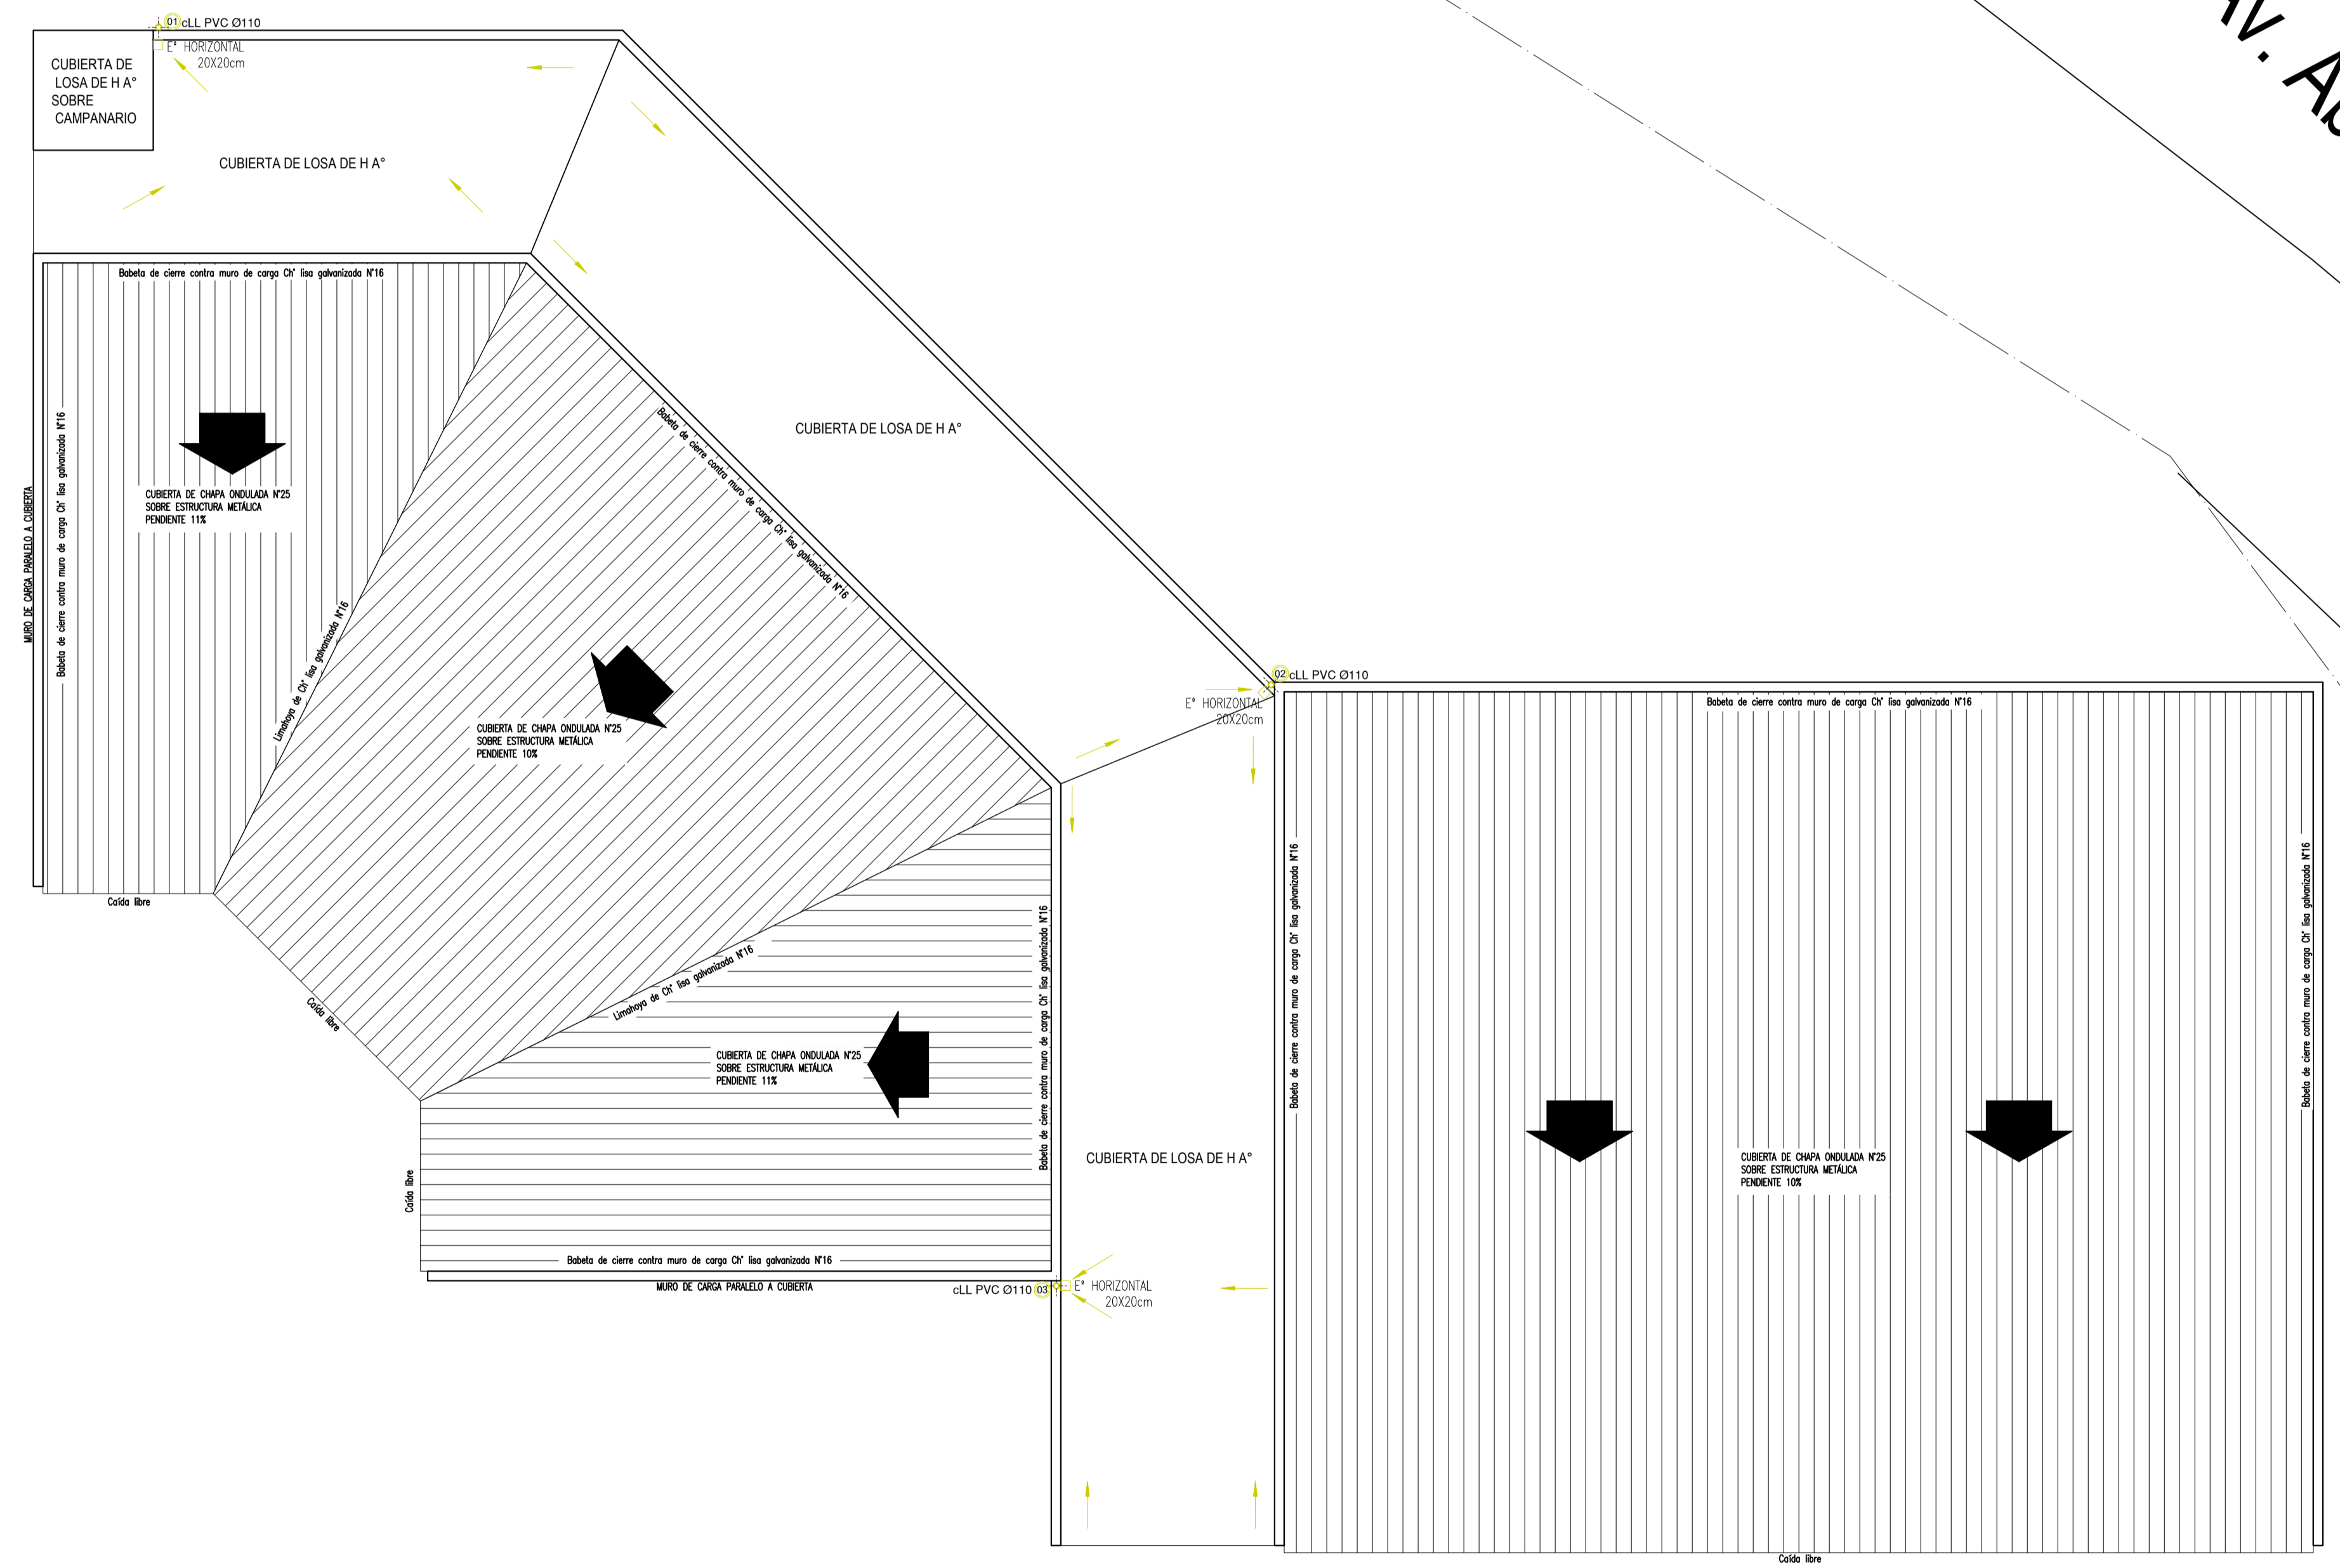 01 cLL PVC Ø110
E° HORIZONTAL
20X20cm
CUBIERTA DE
LOSA DE H A°
SOBRE
CAMPANARIO
CUBIERTA DE LOSA DE H A°
Babeta de cierre contra muro de carga Ch° lisa galvanizada N°16
MURO DE CARGA PARALELO A CUBIERTA
Babeta de cierre contra muro de carga Ch° lisa galvanizada N°16
CUBIERTA DE CHAPA ONDULADA N°25
SOBRE ESTRUCTURA METÁLICA
PENDIENTE 11%
Limahoya de Ch° lisa galvanizada N°16
Caída libre
Babeta de cierre contra muro de carga Ch° lisa galvanizada N°16
CUBIERTA DE LOSA DE H A°
CUBIERTA DE CHAPA ONDULADA N°25
SOBRE ESTRUCTURA METÁLICA
PENDIENTE 10%
Caída libre
Limahoya de Ch° lisa galvanizada N°16
CUBIERTA DE CHAPA ONDULADA N°25
SOBRE ESTRUCTURA METÁLICA
PENDIENTE 11%
Babeta de cierre contra muro de carga Ch° lisa galvanizada N°16
Caída libre
Babeta de cierre contra muro de carga Ch° lisa galvanizada N°16
MURO DE CARGA PARALELO A CUBIERTA
cLL PVC Ø110 03
E° HORIZONTAL
20X20cm
CUBIERTA DE LOSA DE H A°
02 cLL PVC Ø110
E° HORIZONTAL
20X20cm
Babeta de cierre contra muro de carga Ch° lisa galvanizada N°16
Babeta de cierre contra muro de carga Ch° lisa galvanizada N°16
CUBIERTA DE CHAPA ONDULADA N°25
SOBRE ESTRUCTURA METÁLICA
PENDIENTE 10%
Babeta de cierre contra muro de carga Ch° lisa galvanizada N°16
Caída libre
Av.